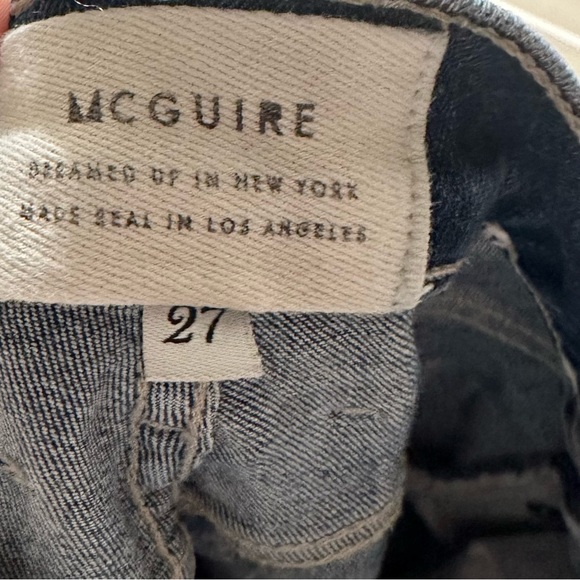 MCGUIRE
DREAMED UP IN NEW YORK
MADE REAL IN LOS ANGELES
27